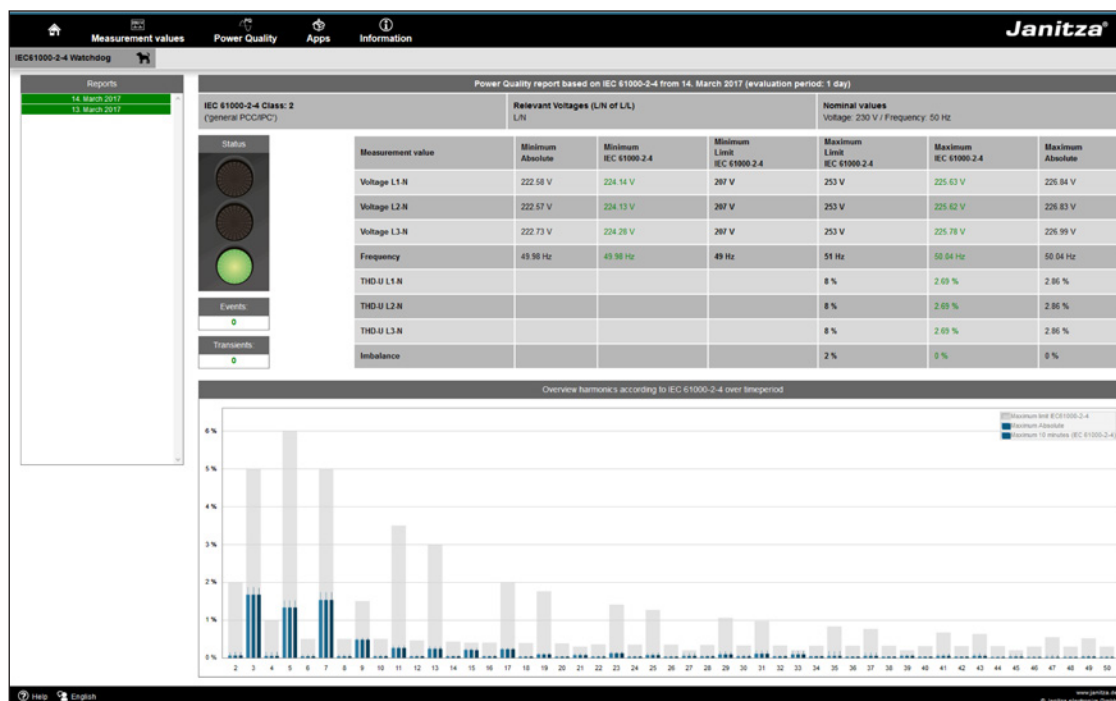 Measurement values
Power Quality
Apps
Information
Janitza®
IEC61000-2-4 Watchdog
Reports
14. March 2017
13. March 2017
Power Quality report based on IEC 61000-2-4 from 14. March 2017 (evaluation period: 1 day)
IEC 61000-2-4 Class: 2
('general PCC/IPC')
Relevant Voltages (L/N of L/L)
L/N
Nominal values
Voltage: 230 V / Frequency: 50 Hz
Status
Events:
0
Transients:
0
Measurement value Minimum Absolute Minimum IEC 61000-2-4 Minimum Limit IEC 61000-2-4 Maximum Limit IEC 61000-2-4 Maximum IEC 61000-2-4 Maximum Absolute
Voltage L1-N 222.58 V 224.14 V 207 V 253 V 225.63 V 226.84 V
Voltage L2-N 222.57 V 224.13 V 207 V 253 V 225.62 V 226.83 V
Voltage L3-N 222.73 V 224.28 V 207 V 253 V 225.78 V 226.99 V
Frequency 49.98 Hz 49.98 Hz 49 Hz 51 Hz 50.04 Hz 50.04 Hz
THD-U L1-N 8 % 2.69 % 2.86 %
THD-U L2-N 8 % 2.69 % 2.86 %
THD-U L3-N 8 % 2.69 % 2.86 %
Imbalance 2 % 0 % 0 %
Overview harmonics according to IEC 61000-2-4 over timeperiod
Maximum limit IEC61000-2-4
Maximum Absolute
Maximum 10 minutes (IEC 61000-2-4)
6 %
5 %
4 %
3 %
2 %
1 %
0 %
2 3 4 5 6 7 8 9 10 11 12 13 14 15 16 17 18 19 20 21 22 23 24 25 26 27 28 29 30 31 32 33 34 35 36 37 38 39 40 41 42 43 44 45 46 47 48 49 50
Help English
www.janitza.de